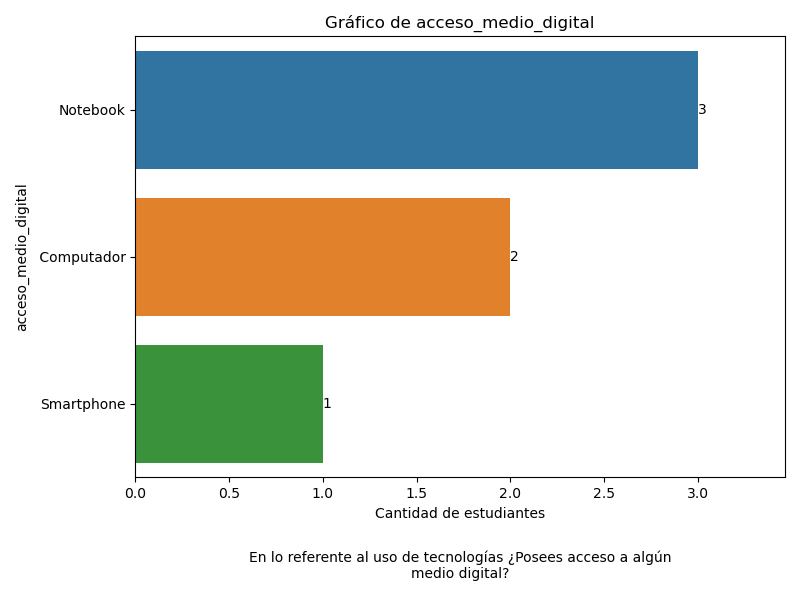 Gráfico de acceso_medio_digital
acceso_medio_digital
Notebook
3
Computador
2
Smartphone
1
0.0 0.5 1.0 1.5 2.0 2.5 3.0
Cantidad de estudiantes
En lo referente al uso de tecnologías ¿Posees acceso a algún
medio digital?